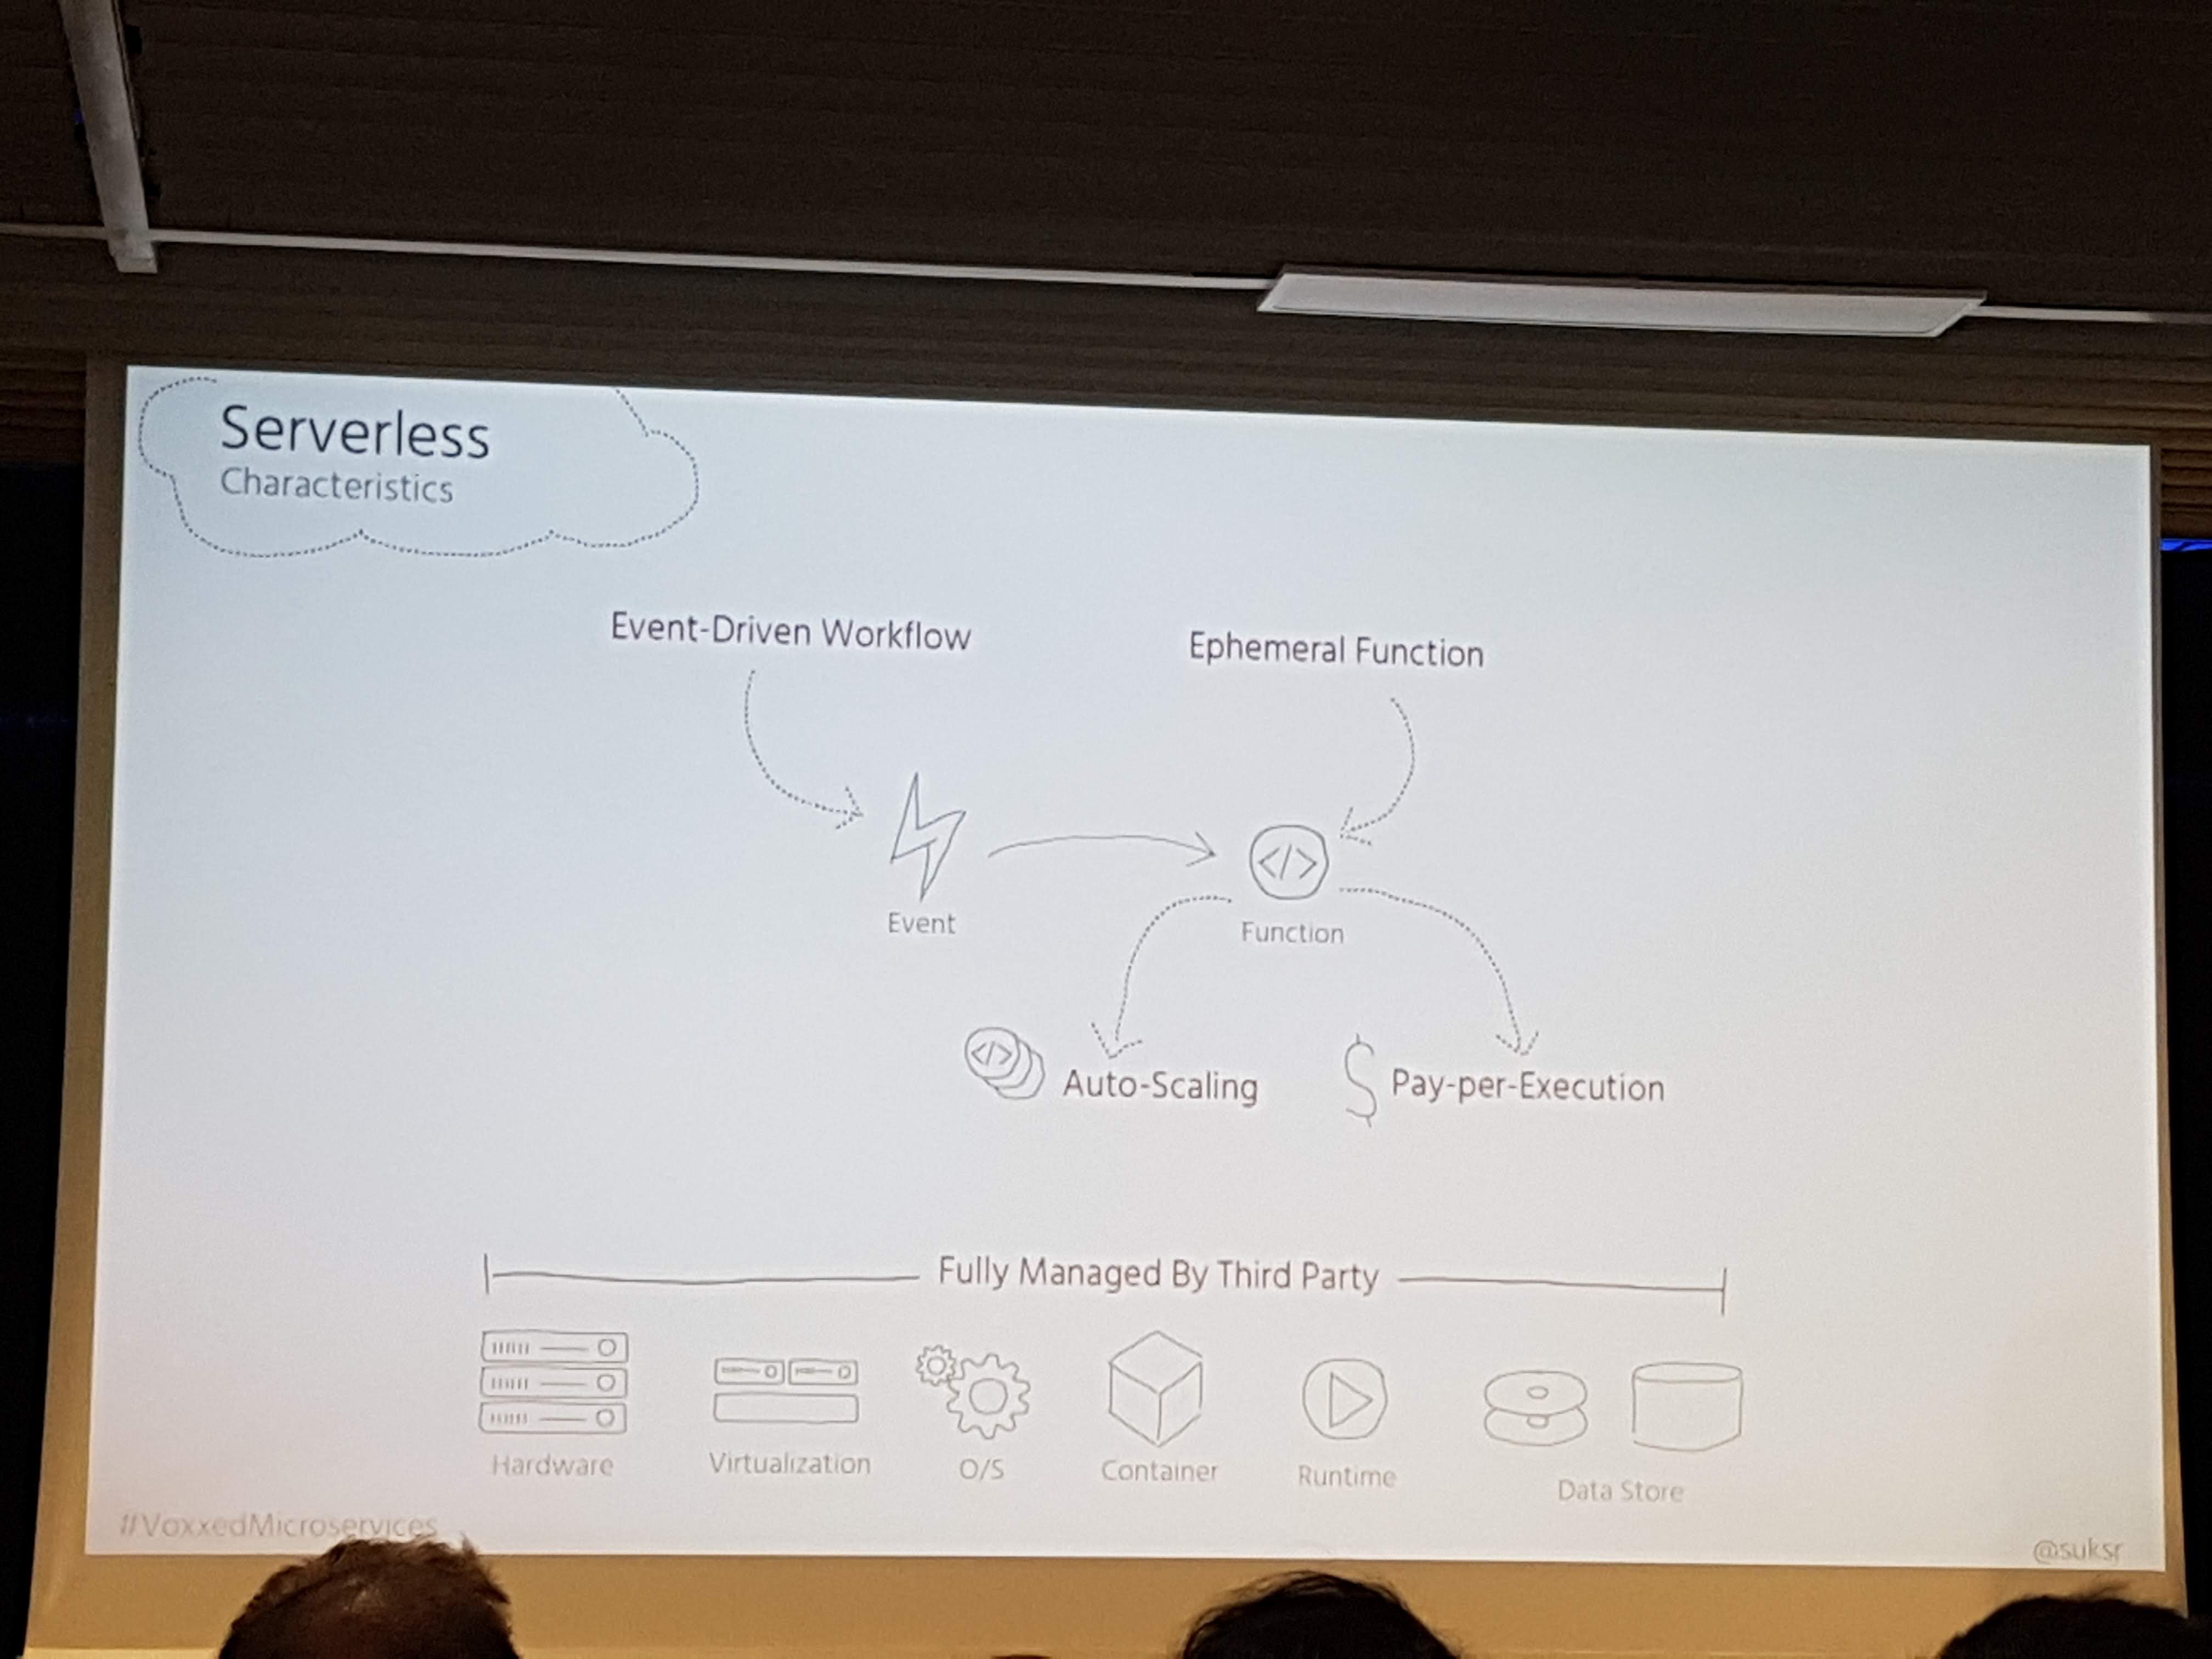 Serverless
Characteristics
Event-Driven Workflow
Ephemeral Function
</>
Event
Function
</>
Auto-Scaling
$ Pay-per-Execution
Fully Managed By Third Party
Hardware
Virtualization
O/S
Container
Runtime
Data Store
#VoxxedMicroservices
@suksr